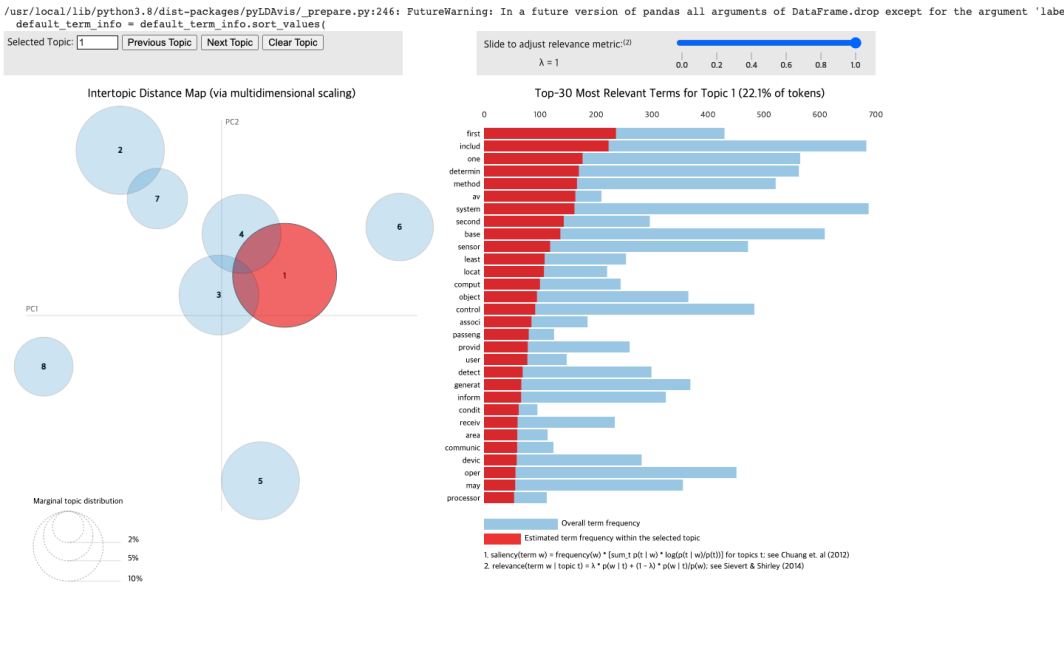 /usr/local/lib/python3.8/dist-packages/pyLDAvis/_prepare.py:246: FutureWarning: In a future version of pandas all arguments of DataFrame.drop except for the argument 'labe
default_term_info = default_term_info.sort_values(
Selected Topic: 1 Previous Topic Next Topic Clear Topic
Slide to adjust relevance metric:(2)
λ = 1
0.0 0.2 0.4 0.6 0.8 1.0
Intertopic Distance Map (via multidimensional scaling)
PC2
PC1
2
7
4
6
1
3
8
5
Marginal topic distribution
2%
5%
10%
Top-30 Most Relevant Terms for Topic 1 (22.1% of tokens)
0 100 200 300 400 500 600 700
first
includ
one
determin
method
av
system
second
base
sensor
least
locat
comput
object
control
associ
passeng
provid
user
detect
generat
inform
condit
receiv
area
communic
devic
oper
may
processor
Overall term frequency
Estimated term frequency within the selected topic
1. saliency(term w) = frequency(w) * [sum_t p(t | w) * log(p(t | w)/p(t))] for topics t; see Chuang et. al (2012)
2. relevance(term w | topic t) = λ * p(w | t) + (1 - λ) * p(w | t)/p(w); see Sievert & Shirley (2014)